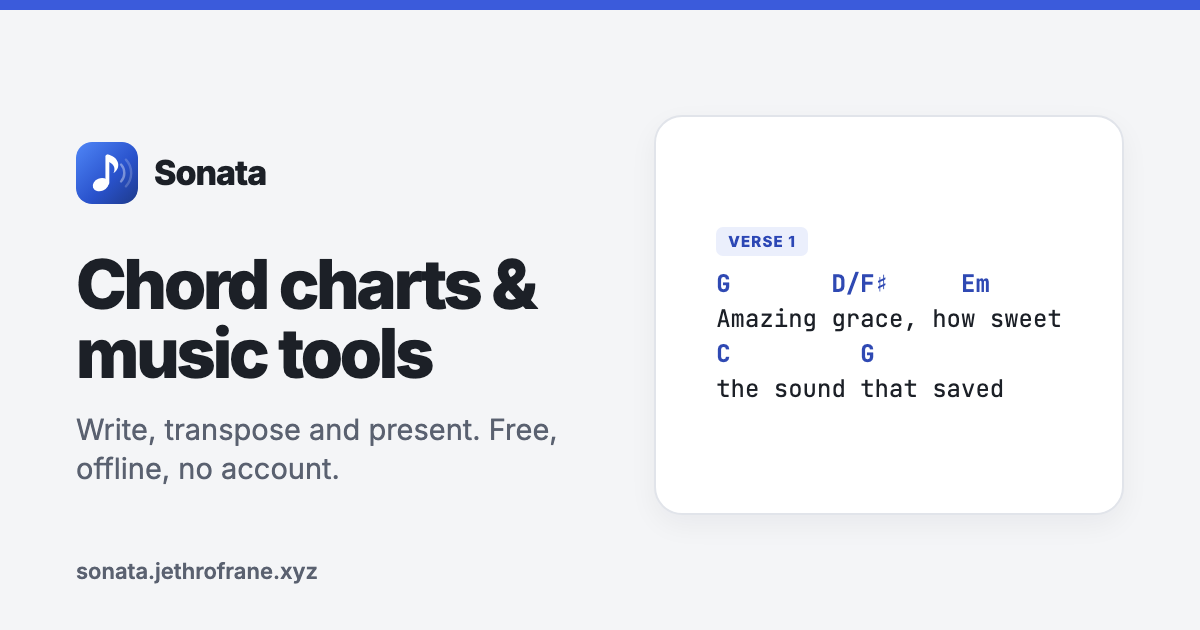 Sonata
Chord charts &
music tools
Write, transpose and present. Free,
offline, no account.
sonata.jethrofrane.xyz
VERSE 1
G D/F♯ Em
Amazing grace, how sweet
C G
the sound that saved